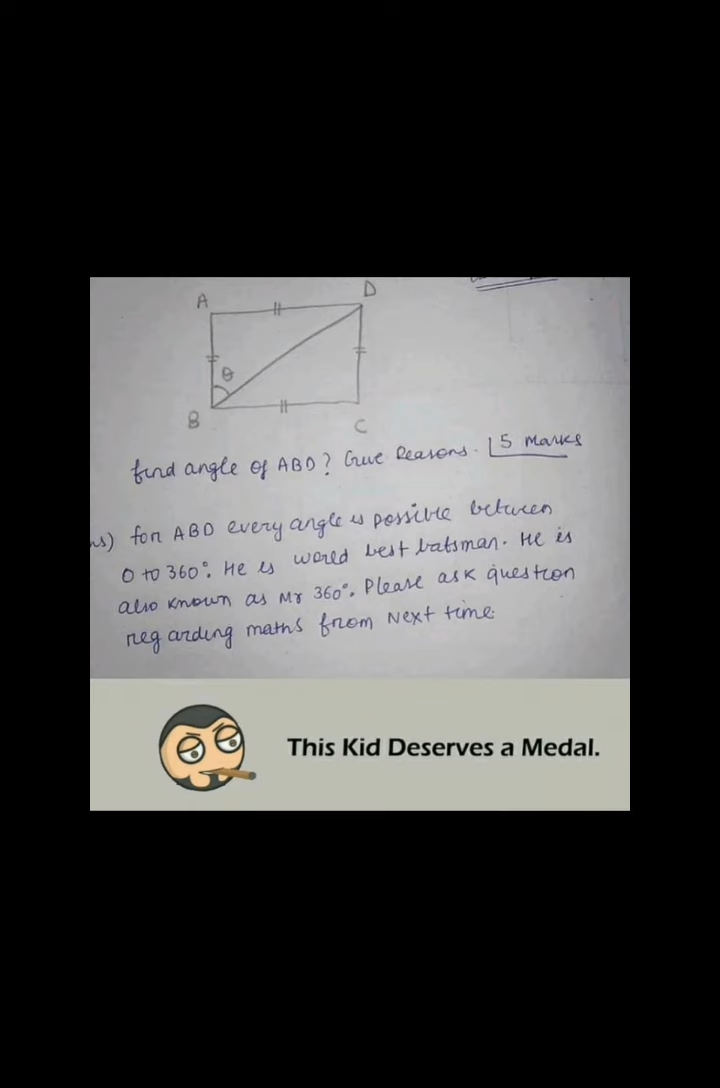 A D
θ
B C
find angle of ABD? Give Reasons. 5 Marks
ns) for ABD every angle is possible between
0 to 360°. He is world best batsman. He is
also known as Mr 360°. Please ask question
regarding maths from Next time.
This Kid Deserves a Medal.